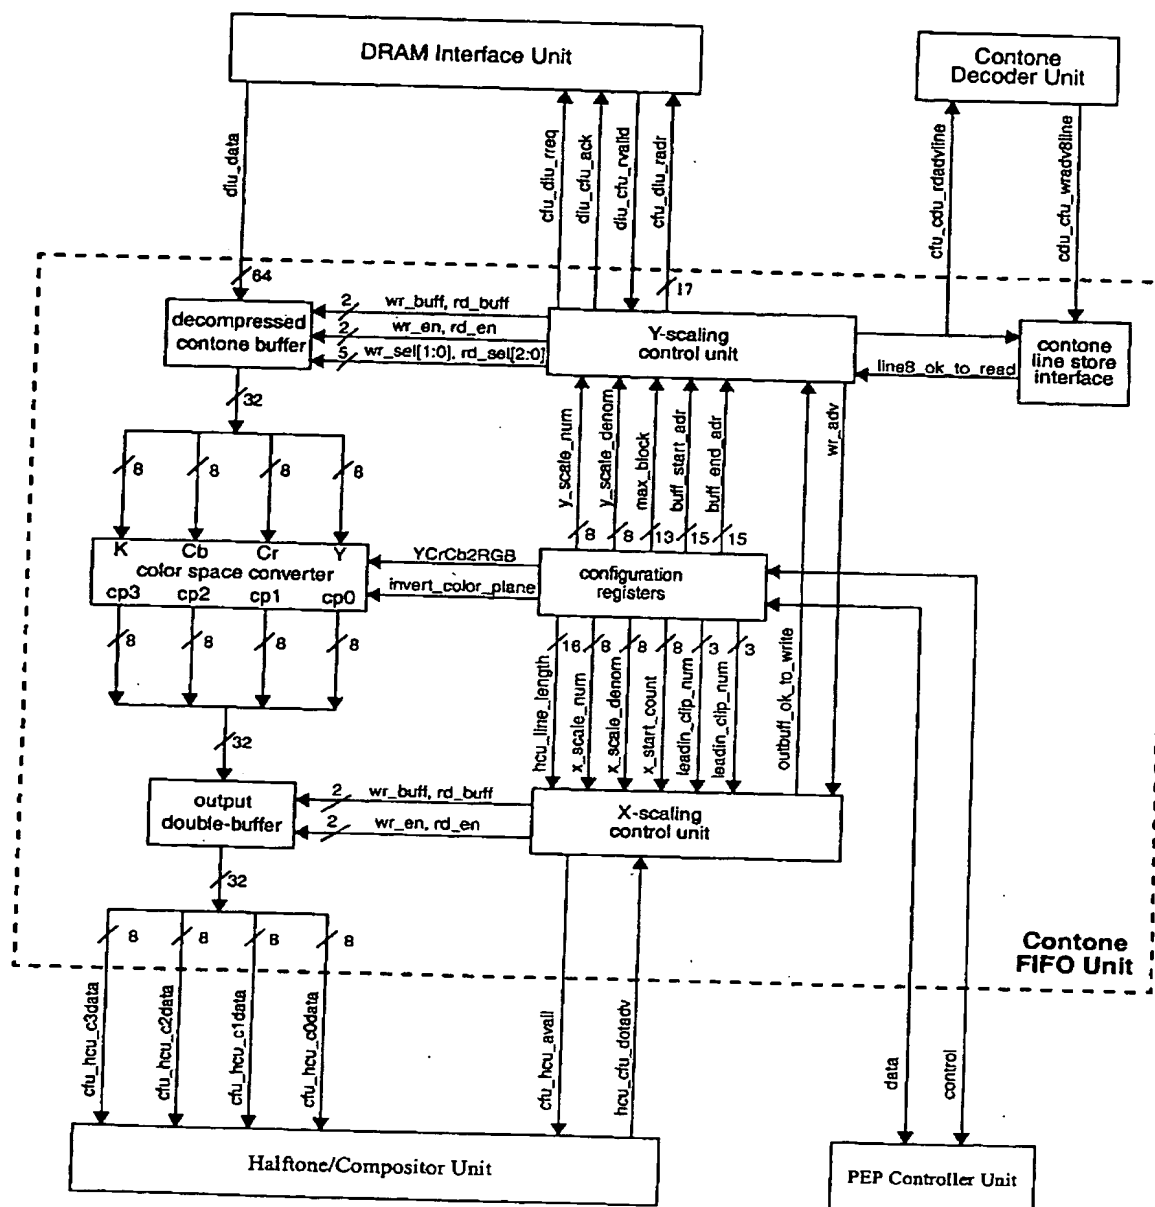 DRAM Interface Unit
Contone
Decoder Unit
diu_data
cfu_diu_rreq
diu_cfu_ack
diu_cfu_rvalid
cfu_diu_radr
cfu_cdu_rdadvline
cdu_cfu_wradv8line
64
17
decompressed
contone buffer
2
wr_buff, rd_buff
2
wr_en, rd_en
5
wr_sel[1:0], rd_sel[2:0]
Y-scaling
control unit
contone
line store
interface
line8_ok_to_read
32
8
8
8
8
y_scale_num
y_scale_denom
max_block
buff_start_adr
buff_end_adr
wr_adv
8
8
13
15
15
K
Cb
Cr
Y
color space converter
cp3
cp2
cp1
cp0
YCrCb2RGB
invert_color_plane
configuration
registers
8
8
8
8
16
8
8
8
3
3
hcu_line_length
x_scale_num
x_scale_denom
x_start_count
leadin_clip_num
leadin_clip_num
outbuff_ok_to_write
32
output
double-buffer
2
wr_buff, rd_buff
2
wr_en, rd_en
X-scaling
control unit
32
8
8
8
8
Contone
FIFO Unit
cfu_hcu_c3data
cfu_hcu_c2data
cfu_hcu_c1data
cfu_hcu_c0data
cfu_hcu_avail
hcu_cfu_dotadv
data
control
Halftone/Compositor Unit
PEP Controller Unit